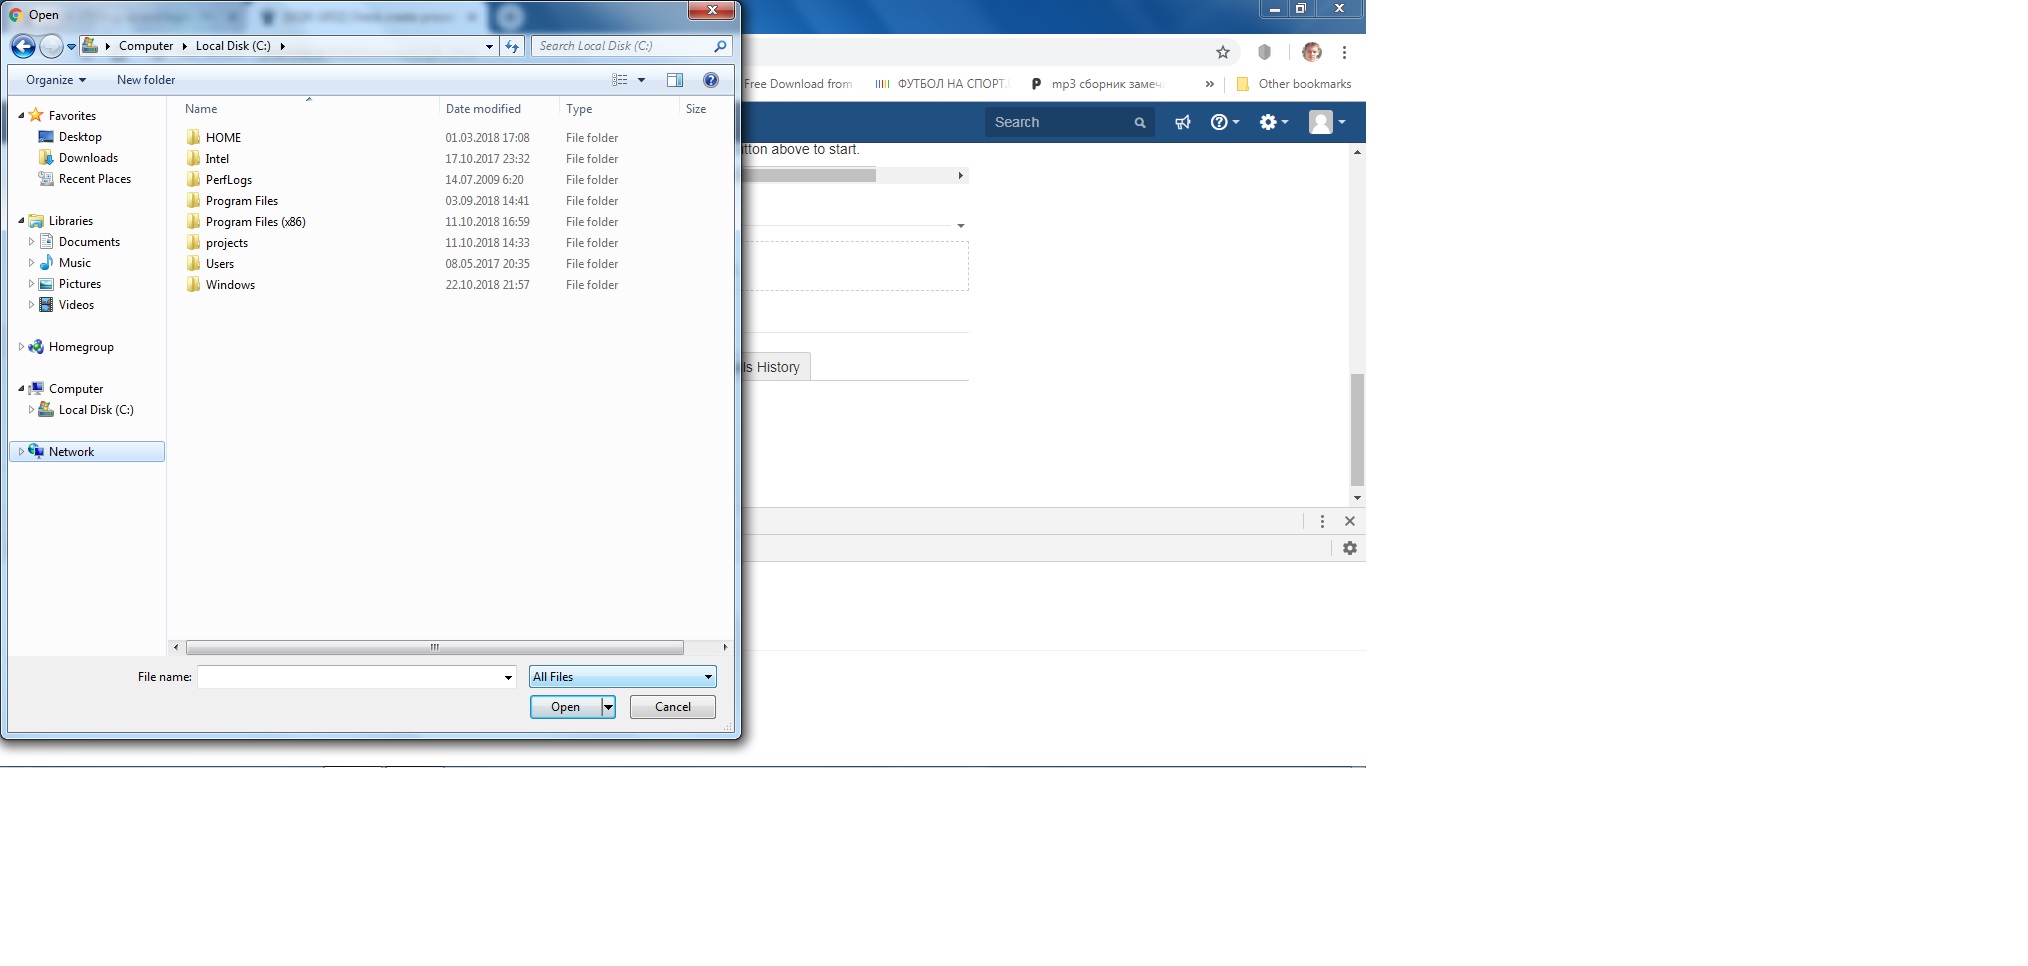 Open
Computer
Local Disk (C:)
Search Local Disk (C:)
Organize
New folder
Name
Date modified
Type
Size
Favorites
Desktop
Downloads
Recent Places
Libraries
Documents
Music
Pictures
Videos
Homegroup
Computer
Local Disk (C:)
Network
HOME 01.03.2018 17:08 File folder
Intel 17.10.2017 23:32 File folder
PerfLogs 14.07.2009 6:20 File folder
Program Files 03.09.2018 14:41 File folder
Program Files (x86) 11.10.2018 16:59 File folder
projects 11.10.2018 14:33 File folder
Users 08.05.2017 20:35 File folder
Windows 22.10.2018 21:57 File folder
File name:
All Files
Open
Cancel
Free Download from
ФУТБОЛ НА СПОРТ.
mp3 сборник замеч
»
Other bookmarks
Search
tton above to start.
ls History